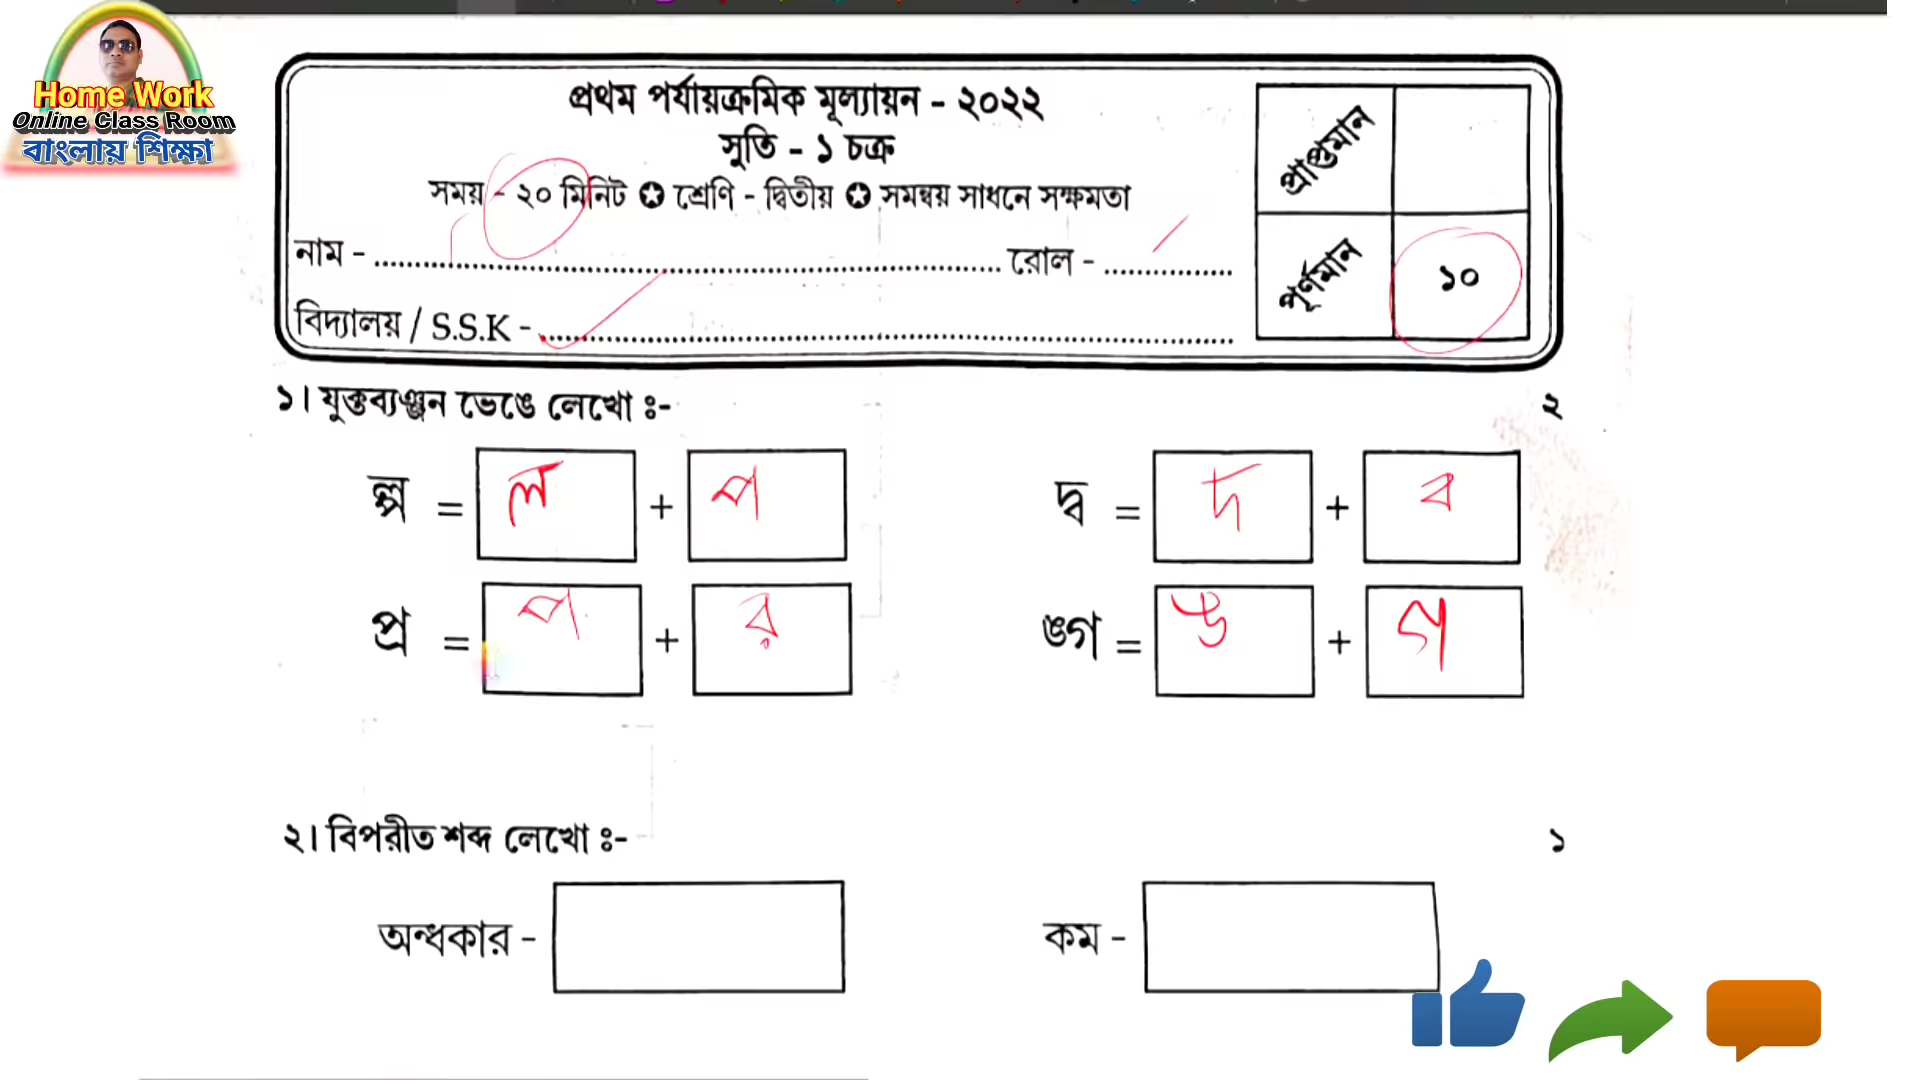 Home Work
Online Class Room
বাংলায় শিক্ষা
প্রথম পর্যায়ক্রমিক মূল্যায়ন - ২০২২
সুতি - ১ চক্র
সময় - ২০ মিনিট ✪ শ্রেণি - দ্বিতীয় ✪ সমন্বয় সাধনে সক্ষমতা
নাম - .......... রোল - ..........
বিদ্যালয় / S.S.K - ..........
প্রাপ্তমান
পূর্ণমান ১০
১। যুক্তব্যঞ্জন ভেঙে লেখো ঃ- ২
ল্প = ল + প দ্ব = দ + ব
প্র = প + র ঙ্গ = ঙ + গ
২। বিপরীত শব্দ লেখো ঃ- ১
অন্ধকার - কম -